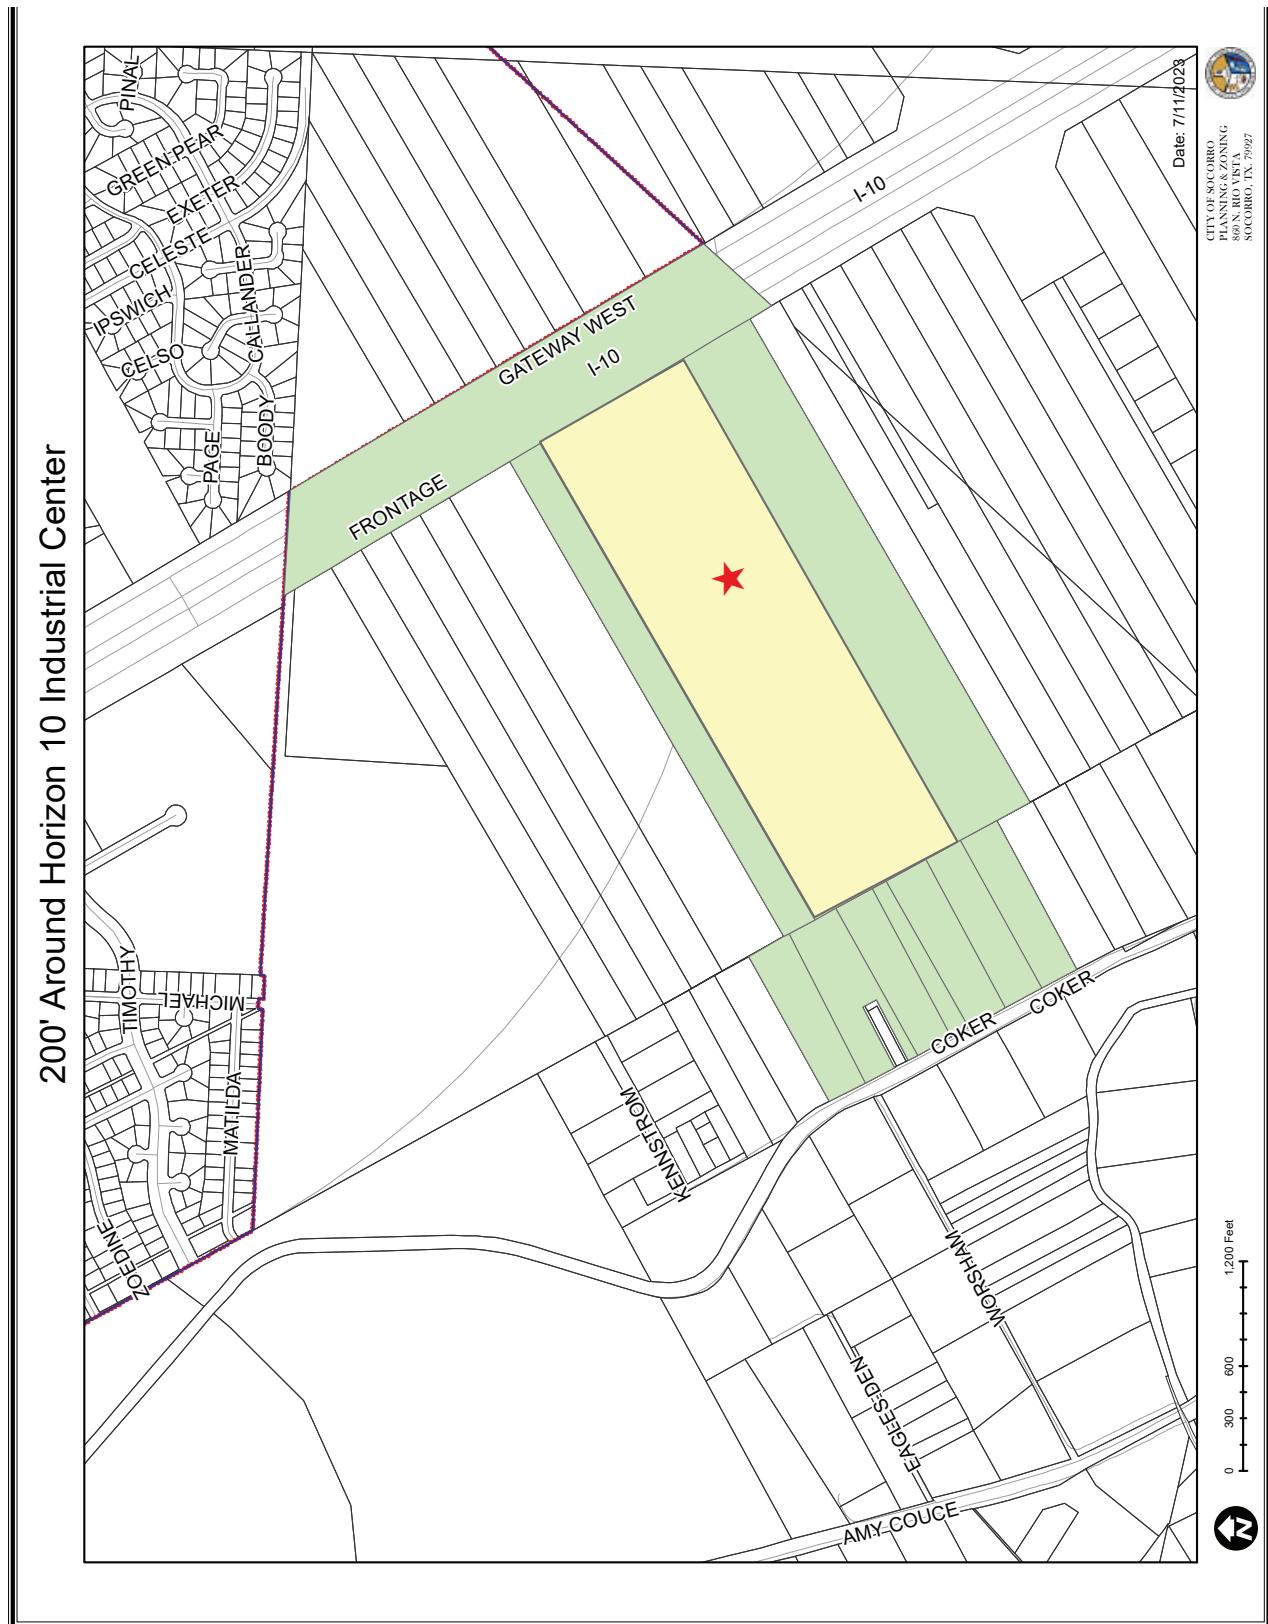 200' Around Horizon 10 Industrial Center
PINAL
GREEN PEAR
EXETER
CELESTE
IPSWICH
CALLANDER
CELSO
PAGE
BOODY
GATEWAY WEST
I-10
I-10
FRONTAGE
TIMOTHY
MICHAEL
MATILDA
ZOEDINE
KENNSTROM
COKER
COKER
WORSHAM
EAGLES DEN
AMY COUCE
Date: 7/11/2023
CITY OF SOCORRO
PLANNING & ZONING
860 N. RIO VISTA
SOCORRO, TX. 79927
0 300 600 1,200 Feet
N